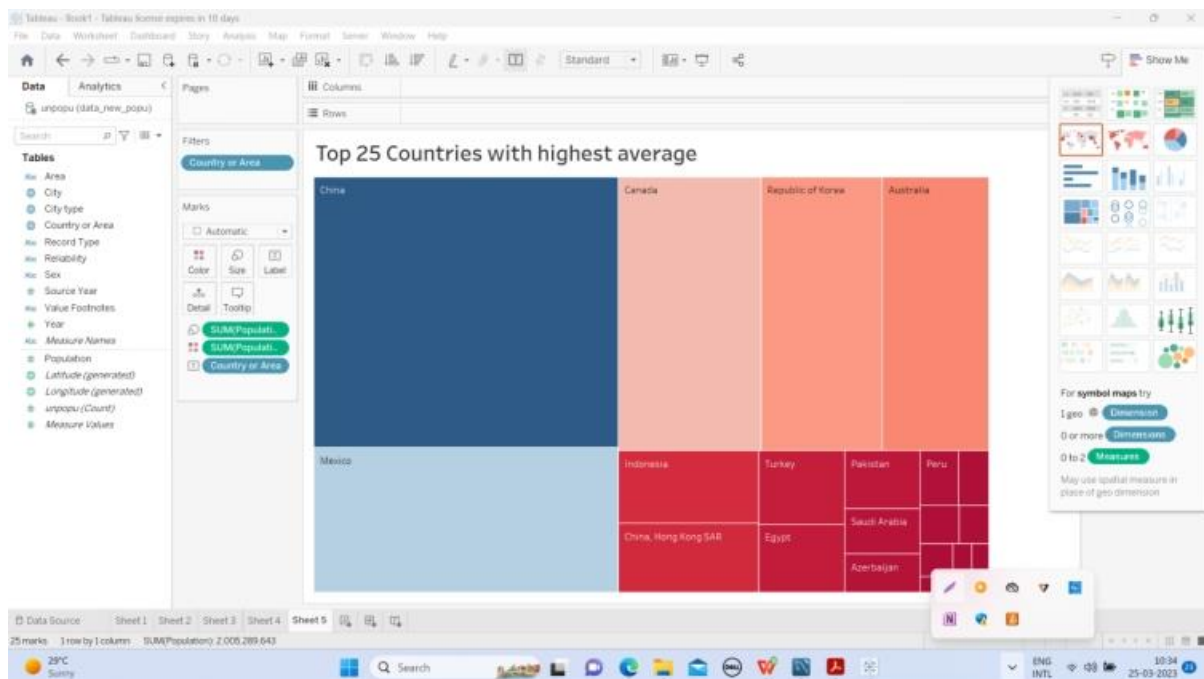 Tableau - Book1 - Tableau license expires in 10 days
File Data Worksheet Dashboard Story Analysis Map Format Server Window Help
Standard
Show Me
Data Analytics
unpopu (data_new_popu)
Search
Tables
Abc Area
City
City type
Country or Area
Abc Record Type
Abc Reliability
Abc Sex
Source Year
Abc Value Footnotes
Year
Abc Measure Names
Population
Latitude (generated)
Longitude (generated)
unpopu (Count)
Measure Values
Pages
Filters
Country or Area
Marks
Automatic
Color Size Label
Detail Tooltip
SUM(Populati..
SUM(Populati..
Country or Area
Columns
Rows
Top 25 Countries with highest average
China
Canada
Republic of Korea
Australia
Mexico
Indonesia
Turkey
Pakistan
Peru
China, Hong Kong SAR
Egypt
Saudi Arabia
Azerbaijan
For symbol maps try
1 geo Dimension
0 or more Dimensions
0 to 2 Measures
May use spatial measure in
place of geo dimension
Data Source Sheet 1 Sheet 2 Sheet 3 Sheet 4 Sheet 5
25 marks 1 row by 1 column SUM(Population): 2,005,289,643
29°C
Sunny
Search
ENG
INTL
10:34
25-03-2023